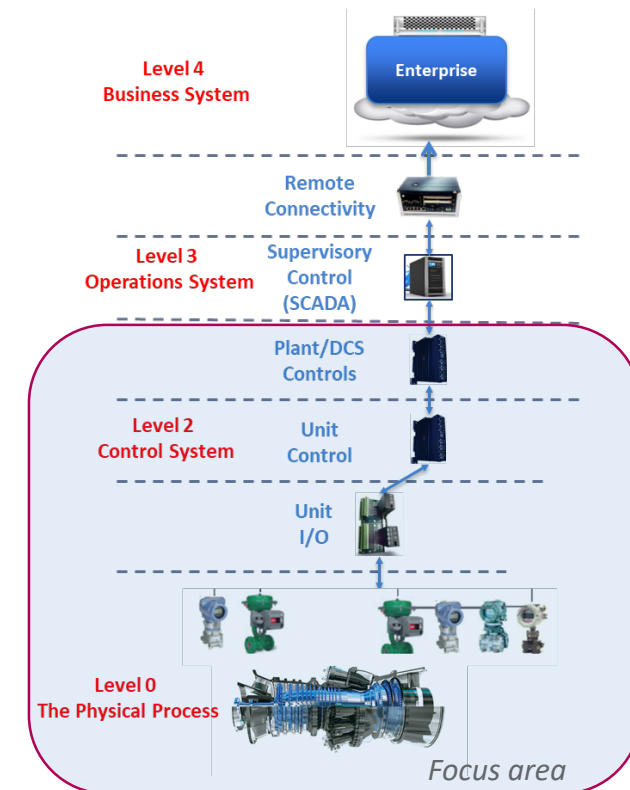 Level 4
Business System
Enterprise
Remote
Connectivity
Level 3
Operations System
Supervisory
Control
(SCADA)
Plant/DCS
Controls
Level 2
Control System
Unit
Control
Unit
I/O
Level 0
The Physical Process
Focus area